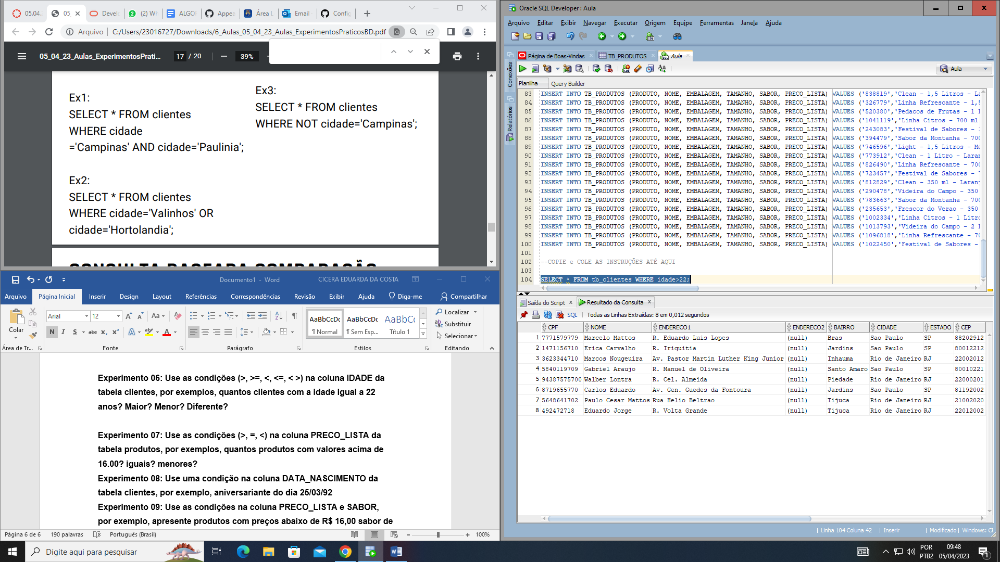 05.04.2
05_
Develo
(2) Wh
ALGOF
Appea
Área L
Email -
Config
Arquivo
C:/Users/23016727/Downloads/6_Aulas_05_04_23_Aulas_ExperimentosPraticosBD.pdf
05_04_23_Aulas_ExperimentosPrati...
17 / 20
39%
Ex1:
SELECT * FROM clientes
WHERE cidade
='Campinas' AND cidade='Paulinia';
Ex2:
SELECT * FROM clientes
WHERE cidade='Valinhos' OR
cidade='Hortolandia';
Ex3:
SELECT * FROM clientes
WHERE NOT cidade='Campinas';
CONSULTA BASEADA COMPARAÇÃO
Documento1 - Word
CICERA EDUARDA DA COSTA
Arquivo Página Inicial Inserir Design Layout Referências Correspondências Revisão Exibir Ajuda Diga-me Compartilhar
Colar
Arial 12
Aa
N I S abc x₂ x²
AaBbCcDc AaBbCcDc AaBbCc
¶ Normal ¶ Sem Esp... Título 1
Localizar
Substituir
Selecionar
Área de Tr... Fonte Parágrafo Estilos Editando
Experimento 06: Use as condições (>, >=, <, <=, < >) na coluna IDADE da
tabela clientes, por exemplos, quantos clientes com a idade igual a 22
anos? Maior? Menor? Diferente?
Experimento 07: Use as condições (>, =, <) na coluna PRECO_LISTA da
tabela produtos, por exemplos, quantos produtos com valores acima de
16.00? iguais? menores?
Experimento 08: Use uma condição na coluna DATA_NASCIMENTO da
tabela clientes, por exemplo, aniversariante do dia 25/03/92
Experimento 09: Use as condições na coluna PRECO_LISTA e SABOR,
por exemplo, apresente produtos com preços abaixo de R$ 16,00 sabor de
Página 6 de 6 190 palavras Português (Brasil) 100%
Oracle SQL Developer : Aula
Arquivo Editar Exibir Navegar Executar Origem Equipe Ferramentas Janela Ajuda
Página de Boas-Vindas TB_PRODUTOS Aula
Conexões
Relatórios
Aula
Planilha Query Builder
83 INSERT INTO TB_PRODUTOS (PRODUTO, NOME, EMBALAGEM, TAMANHO, SABOR, PRECO_LISTA) VALUES ('838819','Clean - 1,5 Litros - La
84 INSERT INTO TB_PRODUTOS (PRODUTO, NOME, EMBALAGEM, TAMANHO, SABOR, PRECO_LISTA) VALUES ('326779','Linha Refrescante - 1,5
85 INSERT INTO TB_PRODUTOS (PRODUTO, NOME, EMBALAGEM, TAMANHO, SABOR, PRECO_LISTA) VALUES ('520380','Pedacos de Frutas - 1 l
86 INSERT INTO TB_PRODUTOS (PRODUTO, NOME, EMBALAGEM, TAMANHO, SABOR, PRECO_LISTA) VALUES ('1041119','Linha Citros - 700 ml
87 INSERT INTO TB_PRODUTOS (PRODUTO, NOME, EMBALAGEM, TAMANHO, SABOR, PRECO_LISTA) VALUES ('243083','Festival de Sabores - 1
88 INSERT INTO TB_PRODUTOS (PRODUTO, NOME, EMBALAGEM, TAMANHO, SABOR, PRECO_LISTA) VALUES ('394479','Sabor da Montanha - 700
89 INSERT INTO TB_PRODUTOS (PRODUTO, NOME, EMBALAGEM, TAMANHO, SABOR, PRECO_LISTA) VALUES ('746596','Light - 1,5 Litros - Me
90 INSERT INTO TB_PRODUTOS (PRODUTO, NOME, EMBALAGEM, TAMANHO, SABOR, PRECO_LISTA) VALUES ('773912','Clean - 1 Litro - Laran
91 INSERT INTO TB_PRODUTOS (PRODUTO, NOME, EMBALAGEM, TAMANHO, SABOR, PRECO_LISTA) VALUES ('826490','Linha Refrescante - 700
92 INSERT INTO TB_PRODUTOS (PRODUTO, NOME, EMBALAGEM, TAMANHO, SABOR, PRECO_LISTA) VALUES ('723457','Festival de Sabores - 7
93 INSERT INTO TB_PRODUTOS (PRODUTO, NOME, EMBALAGEM, TAMANHO, SABOR, PRECO_LISTA) VALUES ('812829','Clean - 350 ml - Laranj
94 INSERT INTO TB_PRODUTOS (PRODUTO, NOME, EMBALAGEM, TAMANHO, SABOR, PRECO_LISTA) VALUES ('290478','Videira do Campo - 350
95 INSERT INTO TB_PRODUTOS (PRODUTO, NOME, EMBALAGEM, TAMANHO, SABOR, PRECO_LISTA) VALUES ('783663','Sabor da Montanha - 700
96 INSERT INTO TB_PRODUTOS (PRODUTO, NOME, EMBALAGEM, TAMANHO, SABOR, PRECO_LISTA) VALUES ('235653','Frescor do Verao - 350
97 INSERT INTO TB_PRODUTOS (PRODUTO, NOME, EMBALAGEM, TAMANHO, SABOR, PRECO_LISTA) VALUES ('1002334','Linha Citros - 1 Litro
98 INSERT INTO TB_PRODUTOS (PRODUTO, NOME, EMBALAGEM, TAMANHO, SABOR, PRECO_LISTA) VALUES ('1013793','Videira do Campo - 2 l
99 INSERT INTO TB_PRODUTOS (PRODUTO, NOME, EMBALAGEM, TAMANHO, SABOR, PRECO_LISTA) VALUES ('1096818','Linha Refrescante - 70
100 INSERT INTO TB_PRODUTOS (PRODUTO, NOME, EMBALAGEM, TAMANHO, SABOR, PRECO_LISTA) VALUES ('1022450','Festival de Sabores -
101
102 --COPIE e COLE AS INSTRUÇÕES ATÉ AQUI
103
104 SELECT * FROM tb_clientes WHERE idade>22;
Saída do Script Resultado da Consulta
SQL Todas as Linhas Extraídas: 8 em 0,012 segundos
CPF NOME ENDERECO1 ENDERECO2 BAIRRO CIDADE ESTADO CEP
1 7771579779 Marcelo Mattos R. Eduardo Luis Lopes (null) Bras Sao Paulo SP 88202912
2 1471156710 Erica Carvalho R. Iriquitia (null) Jardins Sao Paulo SP 80012212
3 3623344710 Marcos Nougeuira Av. Pastor Martin Luther King Junior (null) Inhauma Rio de Janeiro RJ 22002012
4 5840119709 Gabriel Araujo R. Manuel de Oliveira (null) Santo Amaro Sao Paulo SP 80010221
5 94387575700 Walber Lontra R. Cel. Almeida (null) Piedade Rio de Janeiro RJ 22000201
6 8719655770 Carlos Eduardo Av. Gen. Guedes da Fontoura (null) Jardins Sao Paulo SP 81192002
7 5648641702 Paulo Cesar Mattos Rua Helio Beltrao (null) Tijuca Rio de Janeiro RJ 21002020
8 492472718 Eduardo Jorge R. Volta Grande (null) Tijuca Rio de Janeiro RJ 22012002
Linha 104 Coluna 42 Inserir Modificado Windows: CF
Digite aqui para pesquisar
POR
PTB2
09:48
05/04/2023
1